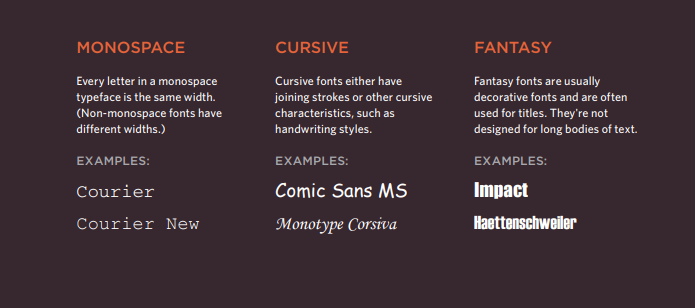 MONOSPACE
Every letter in a monospace
typeface is the same width.
(Non-monospace fonts have
different widths.)
EXAMPLES:
Courier
Courier New
CURSIVE
Cursive fonts either have
joining strokes or other cursive
characteristics, such as
handwriting styles.
EXAMPLES:
Comic Sans MS
Monotype Corsiva
FANTASY
Fantasy fonts are usually
decorative fonts and are often
used for titles. They're not
designed for long bodies of text.
EXAMPLES:
Impact
Haettenschweiler